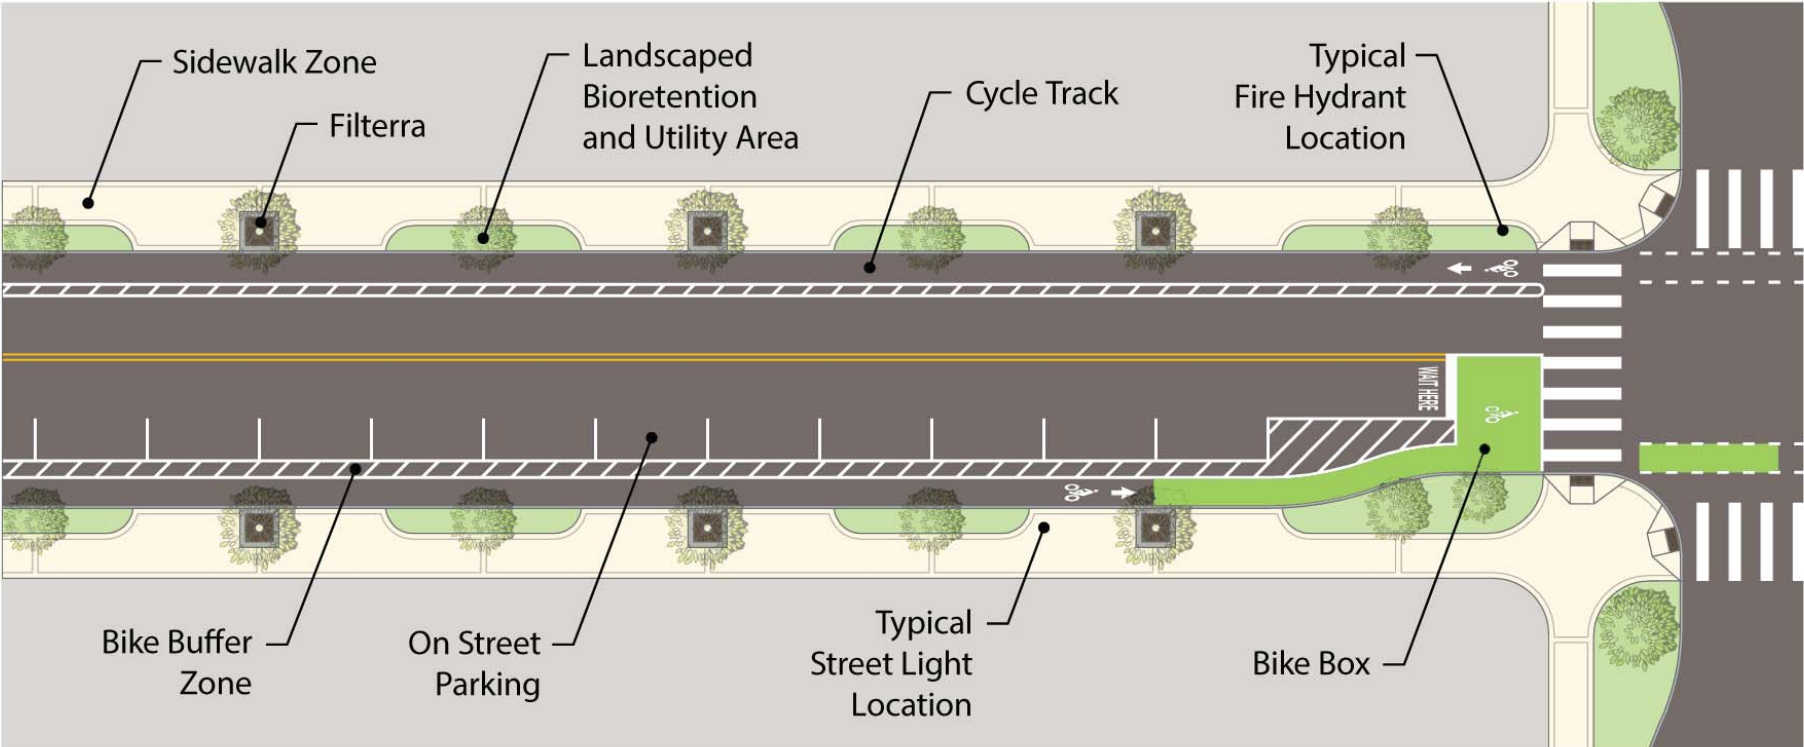 Sidewalk Zone
Filterra
Landscaped
Bioretention
and Utility Area
Cycle Track
Typical
Fire Hydrant
Location
WAIT HERE
Bike Buffer
Zone
On Street
Parking
Typical
Street Light
Location
Bike Box